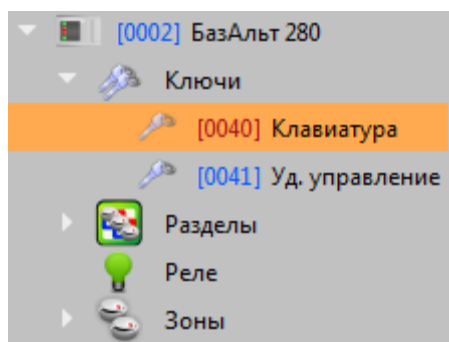 [0002] БазАльт 280
Ключи
[0040] Клавиатура
[0041] Уд. управление
Разделы
Реле
Зоны